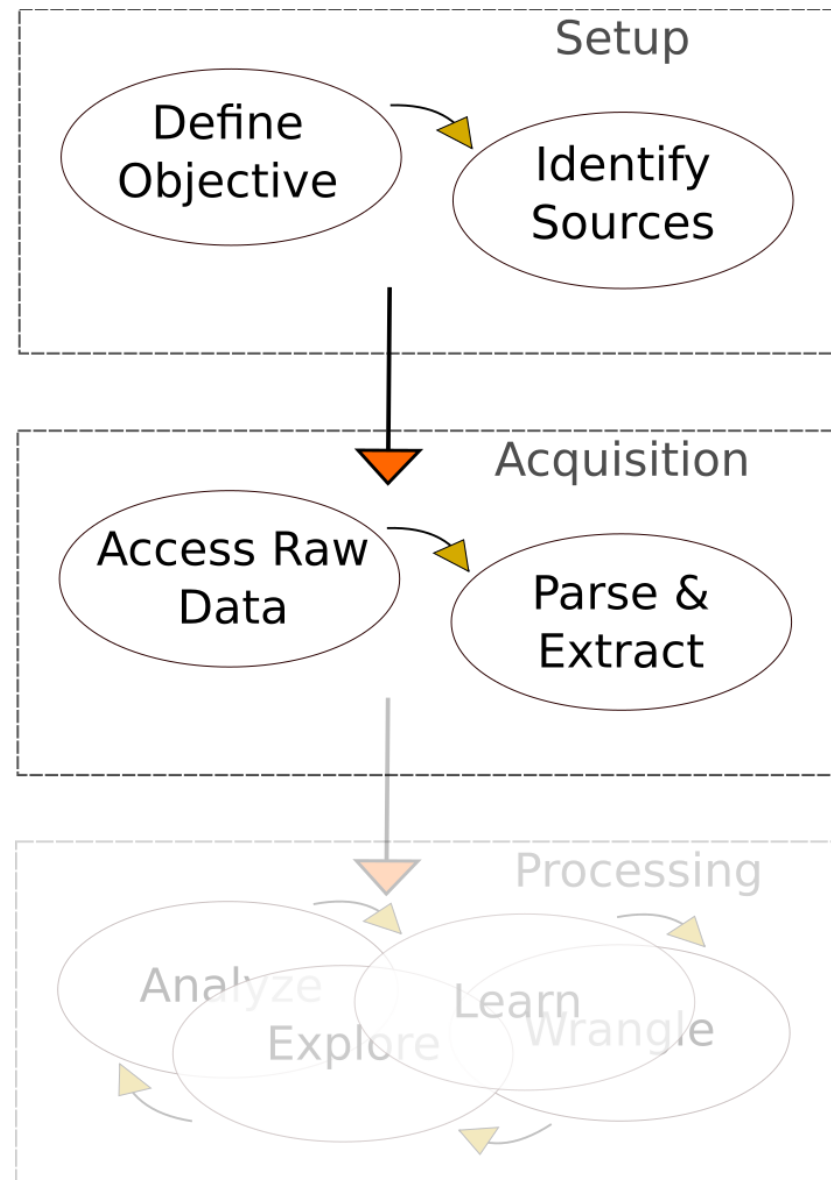 Setup
Define
Objective
Identify
Sources
Acquisition
Access Raw
Data
Parse &
Extract
Processing
Analyze
Learn
Wrangle
Explore